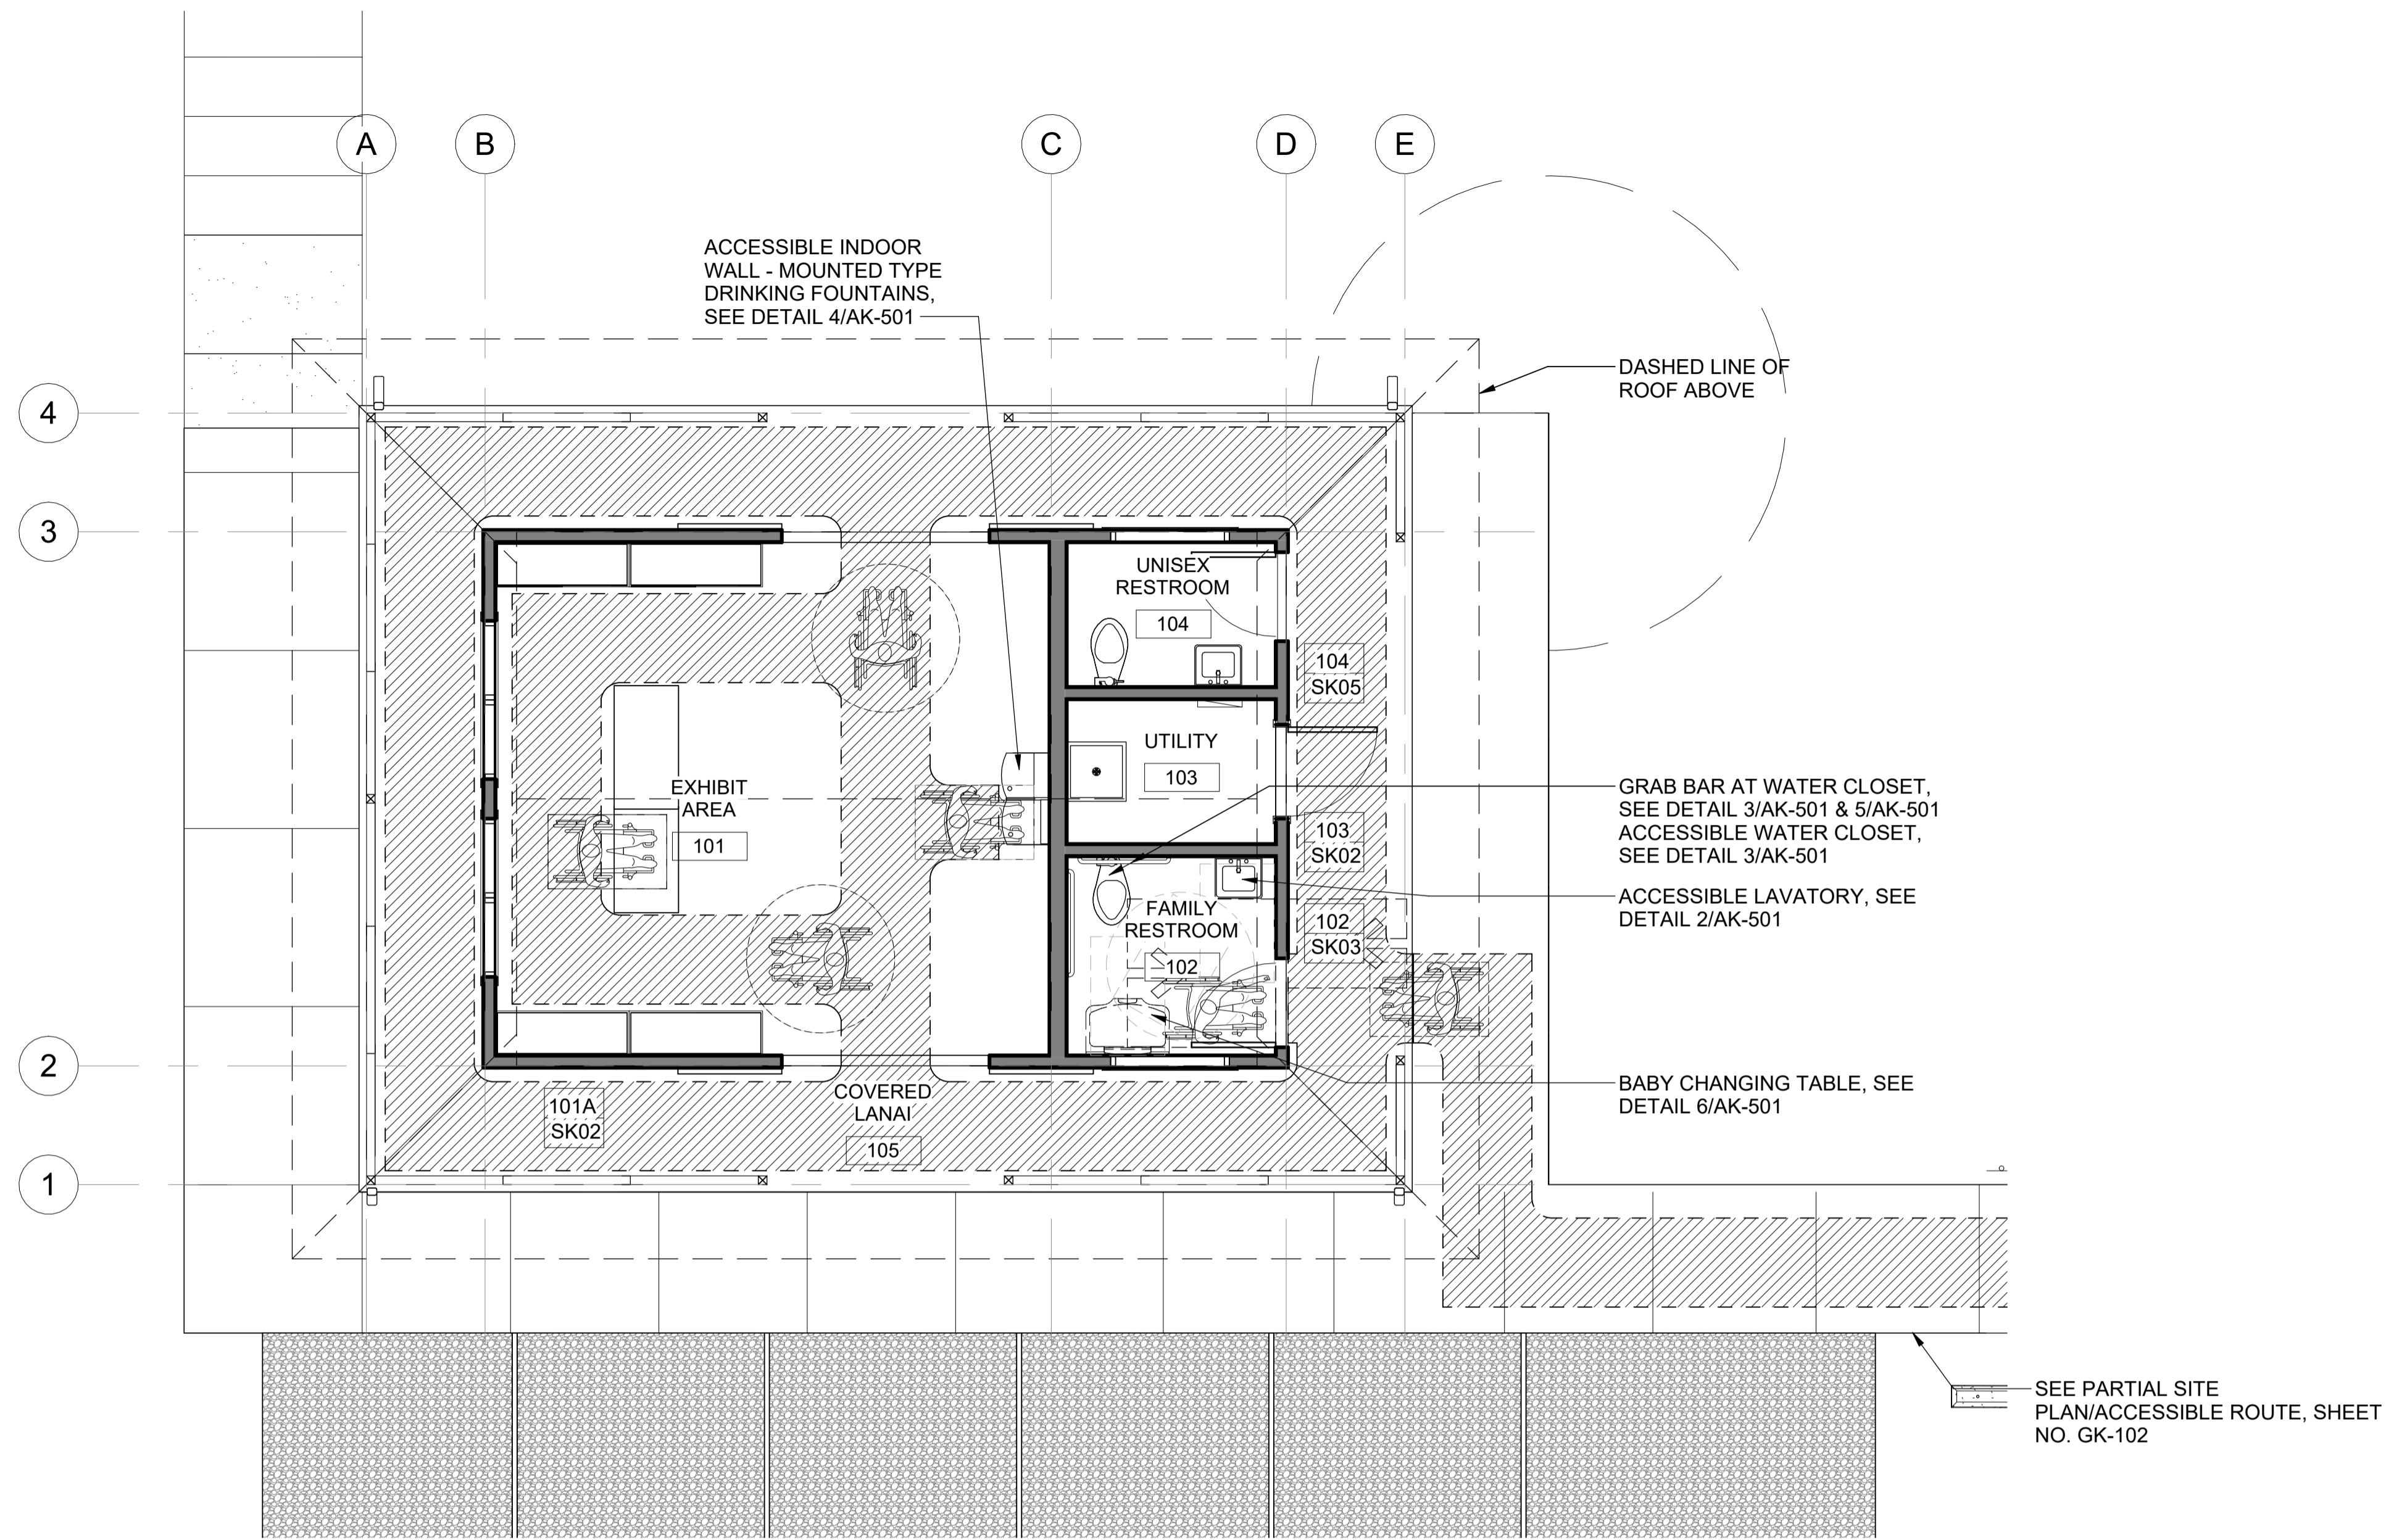 A
B
C
D
E
ACCESSIBLE INDOOR
WALL - MOUNTED TYPE
DRINKING FOUNTAINS,
SEE DETAIL 4/AK-501
DASHED LINE OF
ROOF ABOVE
4
3
UNISEX
RESTROOM
104
104
SK05
UTILITY
103
EXHIBIT
AREA
101
103
SK02
GRAB BAR AT WATER CLOSET,
SEE DETAIL 3/AK-501 & 5/AK-501
ACCESSIBLE WATER CLOSET,
SEE DETAIL 3/AK-501
ACCESSIBLE LAVATORY, SEE
DETAIL 2/AK-501
FAMILY
RESTROOM
102
102
SK03
2
BABY CHANGING TABLE, SEE
DETAIL 6/AK-501
COVERED
LANAI
105
101A
SK02
1
SEE PARTIAL SITE
PLAN/ACCESSIBLE ROUTE, SHEET
NO. GK-102